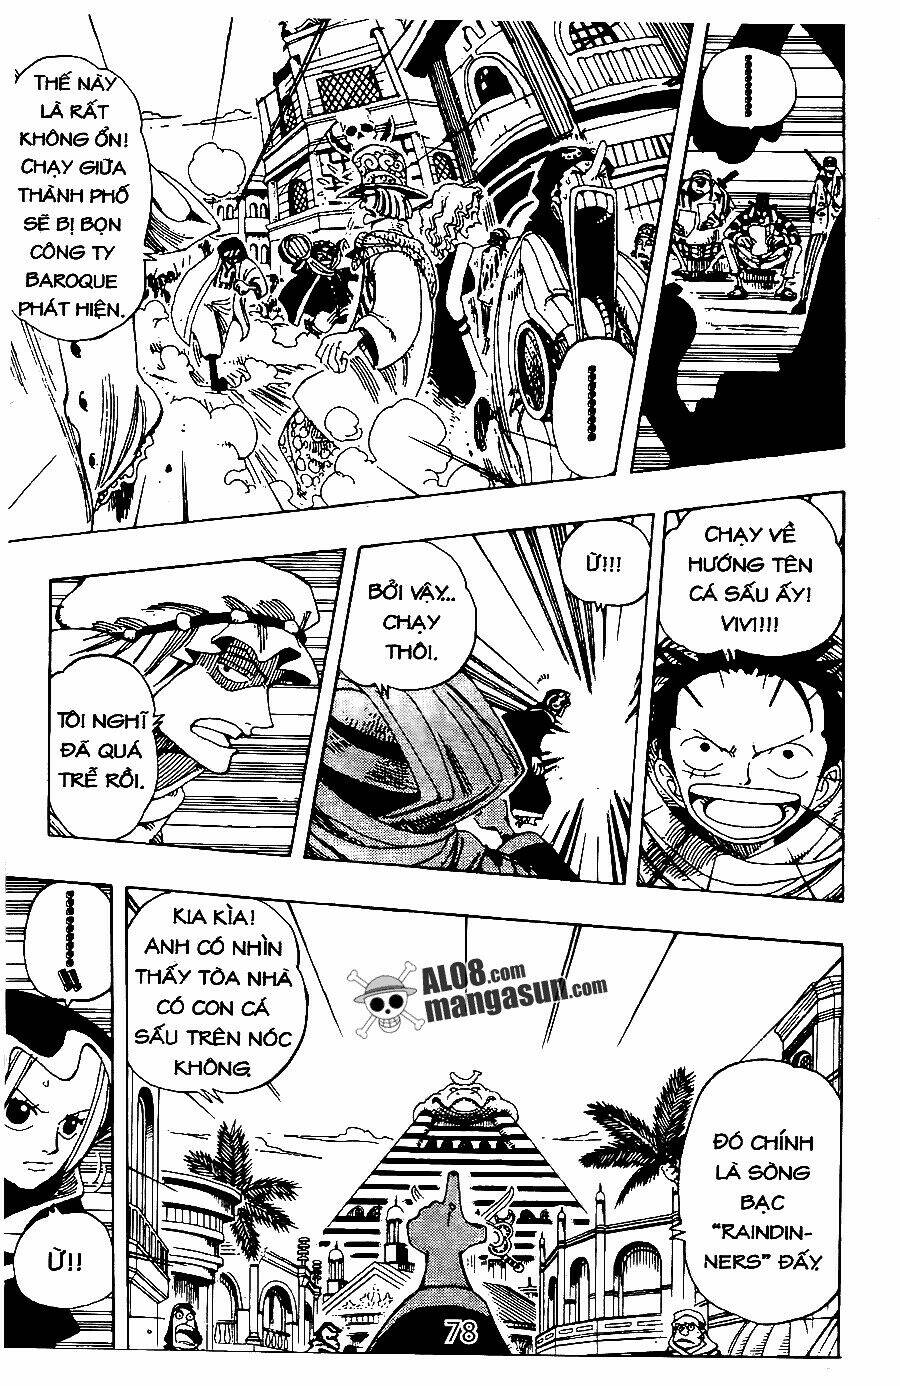 THẾ NÀY
LÀ RẤT
KHÔNG ỔN!
CHẠY GIỮA
THÀNH PHỐ
SẼ BỊ BỌN
CÔNG TY
BAROQUE
PHÁT HIỆN.
CHẠY VỀ
HƯỚNG TÊN
CÁ SẤU ẤY!
VIVI!!!!
Ừ!!!
BỞI VẬY...
CHẠY
THÔI.
TÔI NGHĨ
ĐÃ QUÁ
TRỄ RỒI.
KIA KÌA!
ANH CÓ NHÌN
THẤY TÒA NHÀ
CÓ CON CÁ
SẤU TRÊN NÓC
KHÔNG.
AL08.com
mangasun.com
ĐÓ CHÍNH
LÀ SÒNG
BẠC
“RAINDIN-
NERS” ĐẤY.
Ừ!!
78